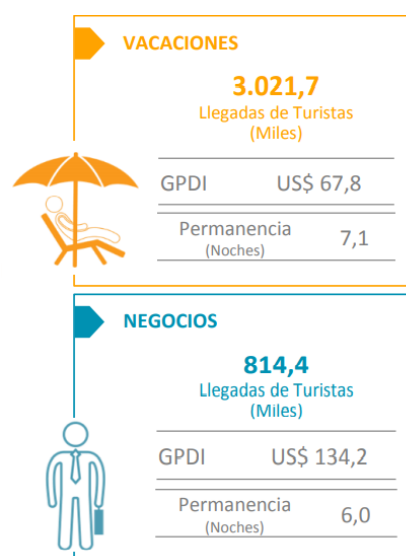 VACACIONES
3.021,7
Llegadas de Turistas
(Miles)
GPDI US$ 67,8
Permanencia
(Noches) 7,1
NEGOCIOS
814,4
Llegadas de Turistas
(Miles)
GPDI US$ 134,2
Permanencia
(Noches) 6,0